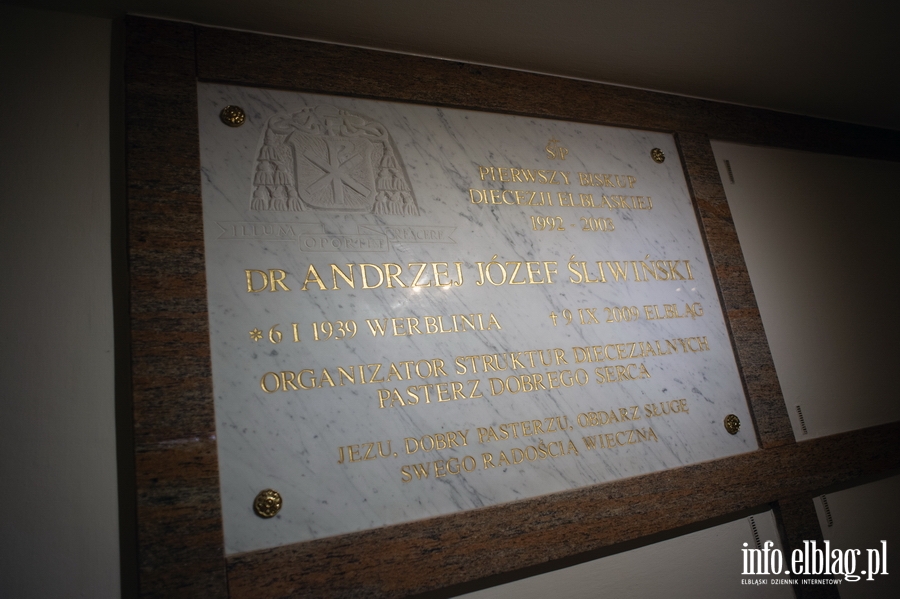 Ś.P.
PIERWSZY BISKUP
DIECEZJI ELBLĄSKIEJ
1992 - 2003
DR ANDRZEJ JÓZEF ŚLIWIŃSKI
* 6 I 1939 WERBLINIA † 9 IX 2009 ELBLĄG
ORGANIZATOR STRUKTUR DIECEZJALNYCH
PASTERZ DOBREGO SERCA
JEZU, DOBRY PASTERZU, OBDARZ SŁUGĘ
SWEGO RADOŚCIĄ WIECZNĄ
info.elblag.pl
ELBLĄSKI DZIENNIK INTERNETOWY